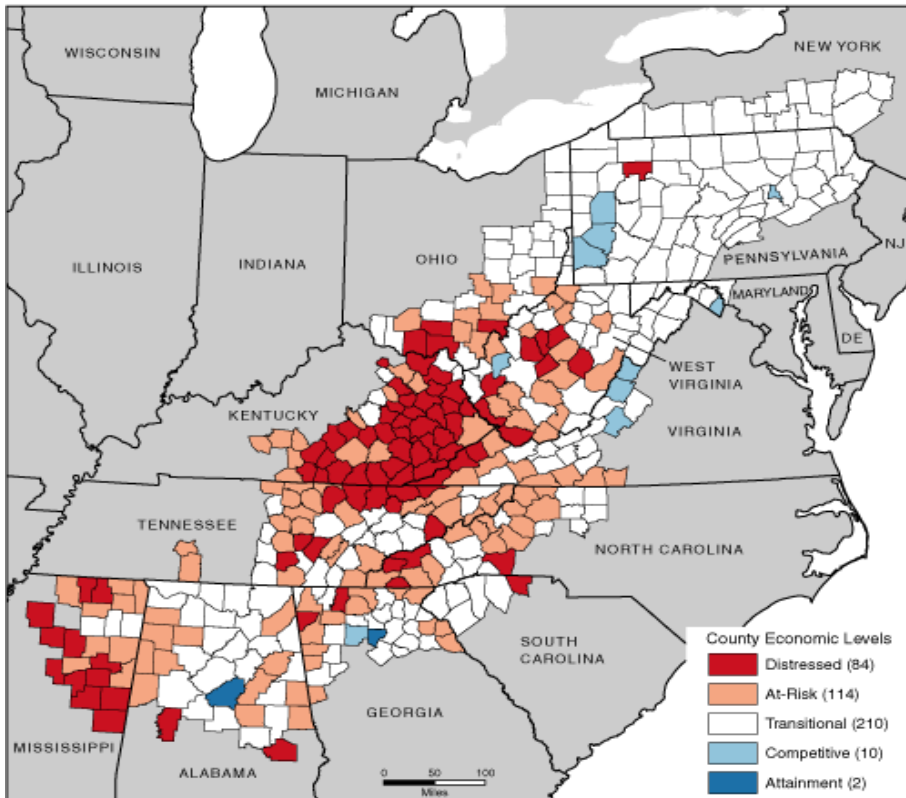 WISCONSIN
NEW YORK
MICHIGAN
ILLINOIS
INDIANA
OHIO
PENNSYLVANIA
NJ
MARYLAND
DE
WEST
VIRGINIA
KENTUCKY
VIRGINIA
TENNESSEE
NORTH CAROLINA
SOUTH
CAROLINA
GEORGIA
MISSISSIPPI
ALABAMA
0 50 100
Miles
County Economic Levels
Distressed (84)
At-Risk (114)
Transitional (210)
Competitive (10)
Attainment (2)